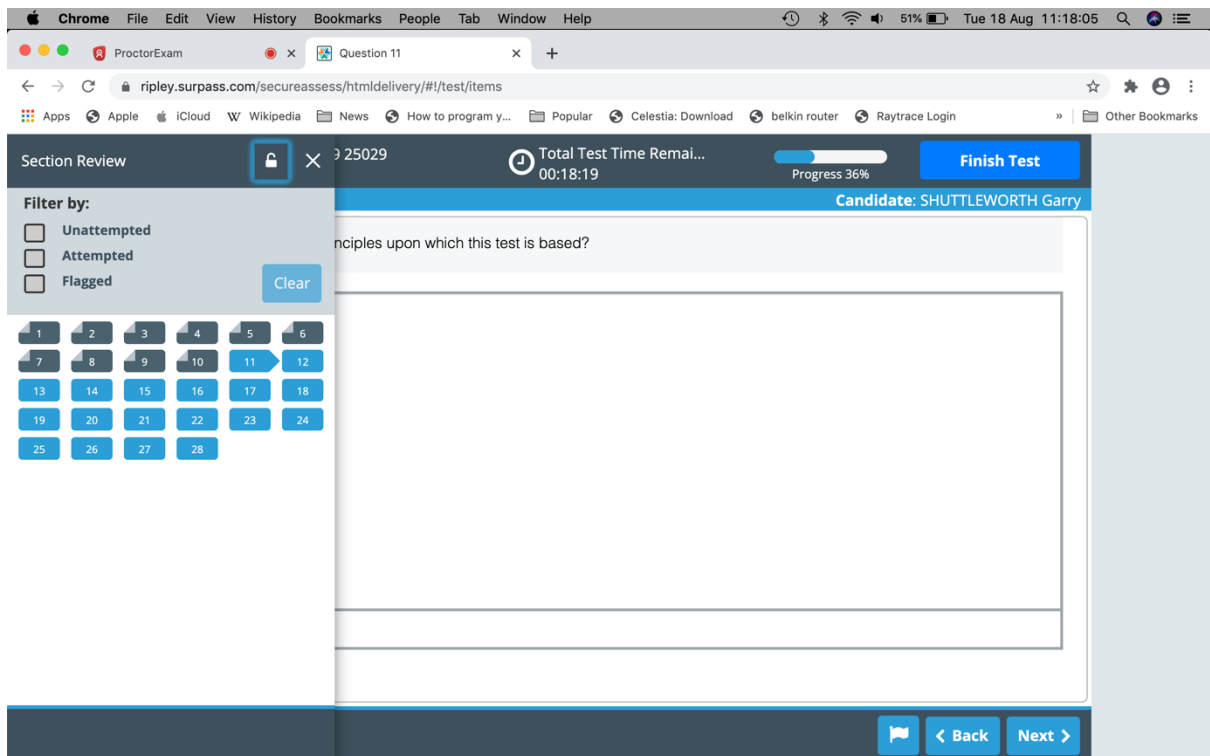 Chrome File Edit View History Bookmarks People Tab Window Help 51% Tue 18 Aug 11:18:05
ProctorExam Question 11
ripley.surpass.com/secureassess/htmldelivery/#!/test/items
Apps Apple iCloud Wikipedia News How to program y... Popular Celestia: Download belkin router Raytrace Login » Other Bookmarks
Section Review 9 25029 Total Test Time Remai... Finish Test
00:18:19 Progress 36%
Candidate: SHUTTLEWORTH Garry
Filter by:
Unattempted
Attempted
Flagged
Clear
nciples upon which this test is based?
1 2 3 4 5 6
7 8 9 10 11 12
13 14 15 16 17 18
19 20 21 22 23 24
25 26 27 28
Back Next